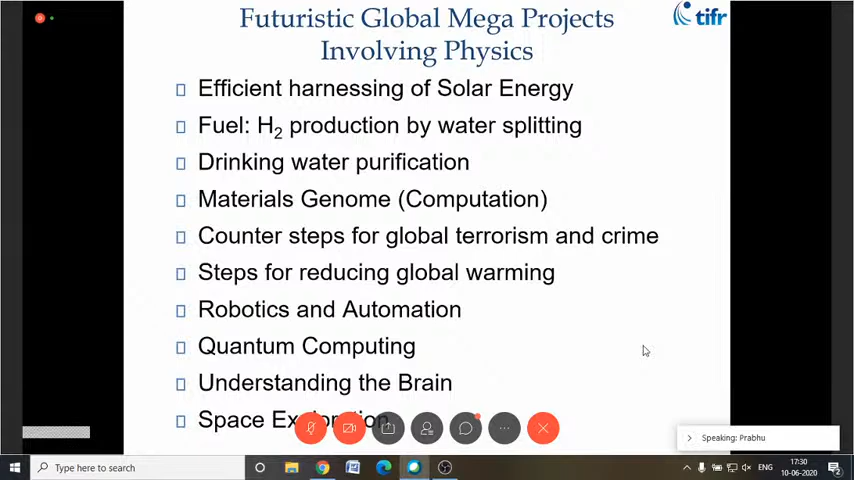 Futuristic Global Mega Projects
Involving Physics
tifr
Efficient harnessing of Solar Energy
Fuel: H2 production by water splitting
Drinking water purification
Materials Genome (Computation)
Counter steps for global terrorism and crime
Steps for reducing global warming
Robotics and Automation
Quantum Computing
Understanding the Brain
Space Exploration
Speaking: Prabhu
Type here to search
ENG
17:30
10-06-2020
2